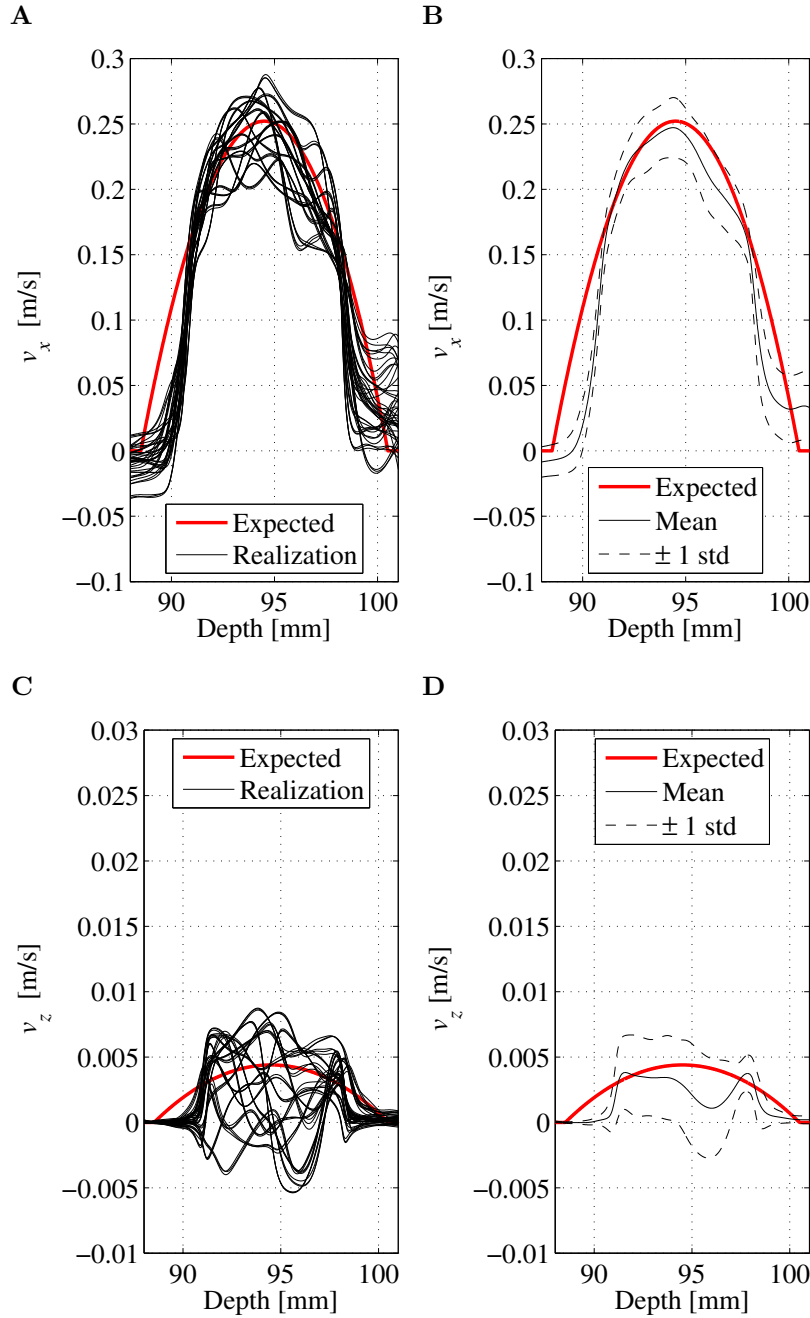 A
0.3
0.25
0.2
0.15
0.1
0.05
0
−0.05
−0.1
v_x [m/s]
90 95 100
Depth [mm]
Expected
Realization
B
0.3
0.25
0.2
0.15
0.1
0.05
0
−0.05
−0.1
v_x [m/s]
90 95 100
Depth [mm]
Expected
Mean
± 1 std
C
0.03
0.025
0.02
0.015
0.01
0.005
0
−0.005
−0.01
v_z [m/s]
90 95 100
Depth [mm]
Expected
Realization
D
0.03
0.025
0.02
0.015
0.01
0.005
0
−0.005
−0.01
v_z [m/s]
90 95 100
Depth [mm]
Expected
Mean
± 1 std